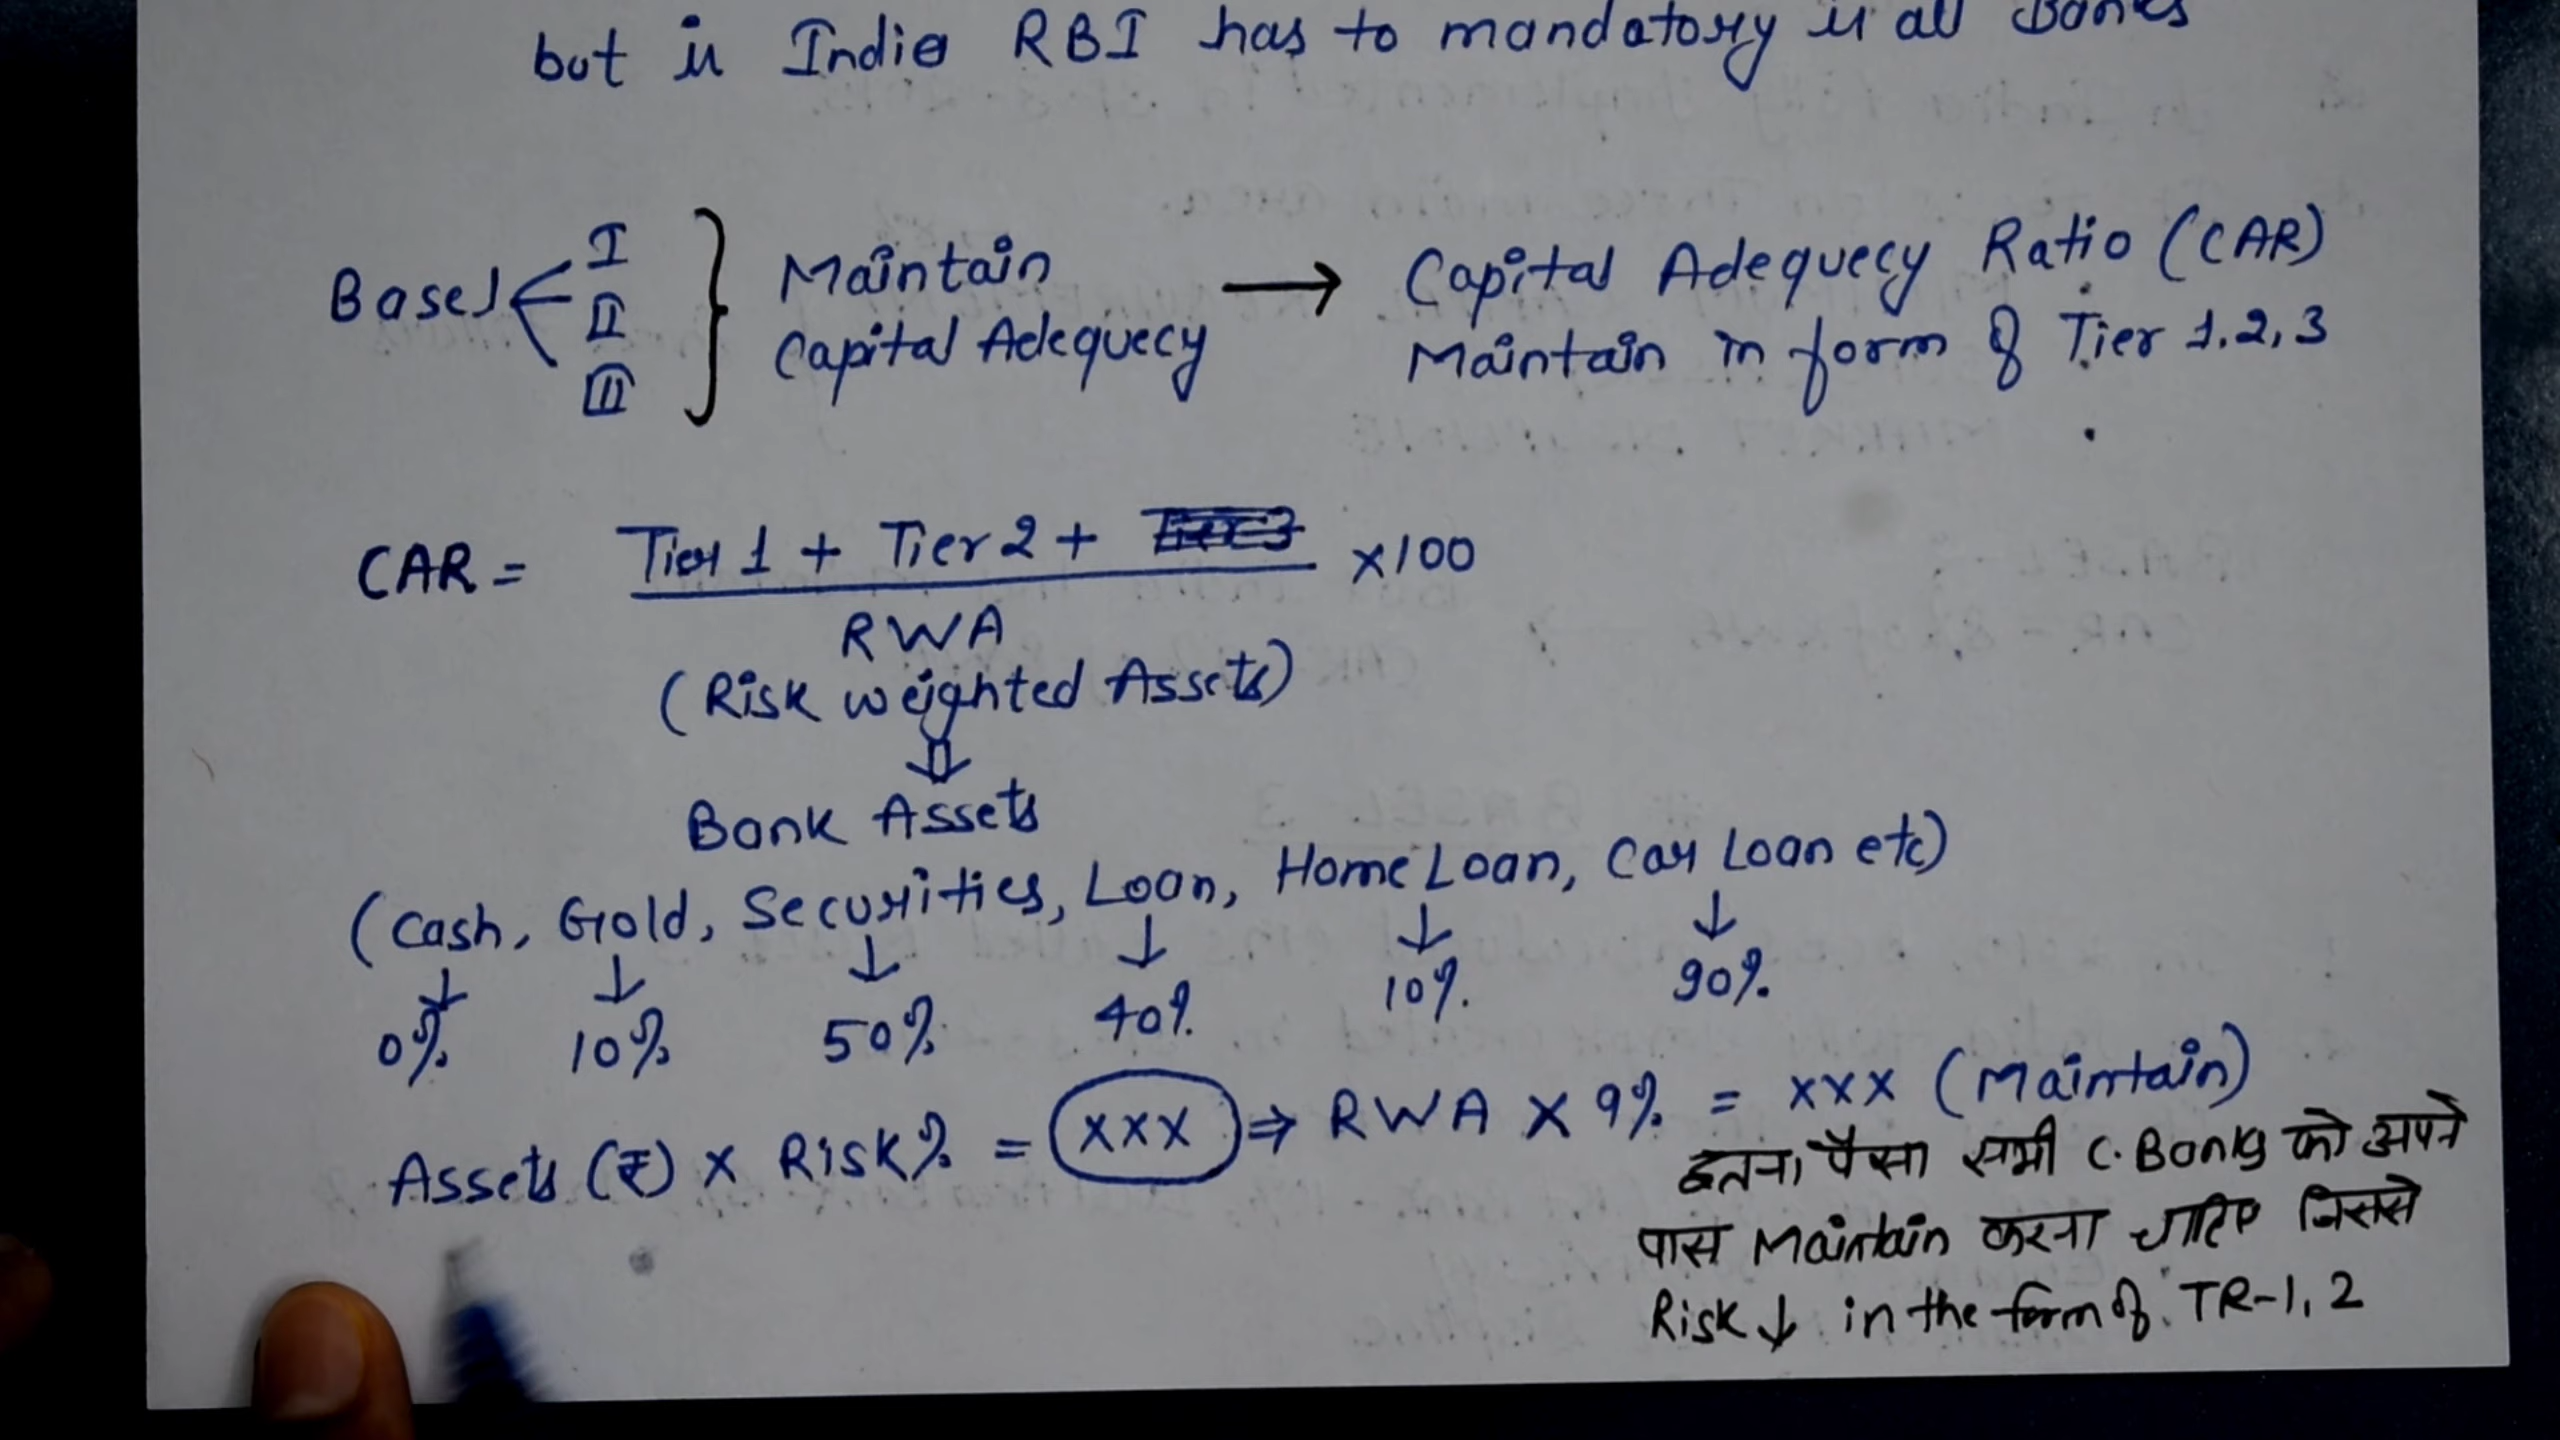 but in India RBI has to mandatory in all Banks
Basel I II III } Maintain Capital Adequecy → Capital Adequecy Ratio (CAR)
Maintain in form of Tier 1,2,3
CAR = Tier 1 + Tier 2 + Tier 3 ×100
RWA
(Risk weighted Assets)
⇓
Bank Assets
(Cash, Gold, Securities, Loan, Home Loan, Car Loan etc)
↓ ↓ ↓ ↓ ↓ ↓
0% 10% 50% 40% 10% 90%
Assets (₹) × Risk% = xxx ⇒ RWA × 9% = xxx (Maintain)
इतना पैसा सभी C. Banks को अपने
पास Maintain करना चाहिए जिससे
Risk ↓ in the form of TR-1, 2